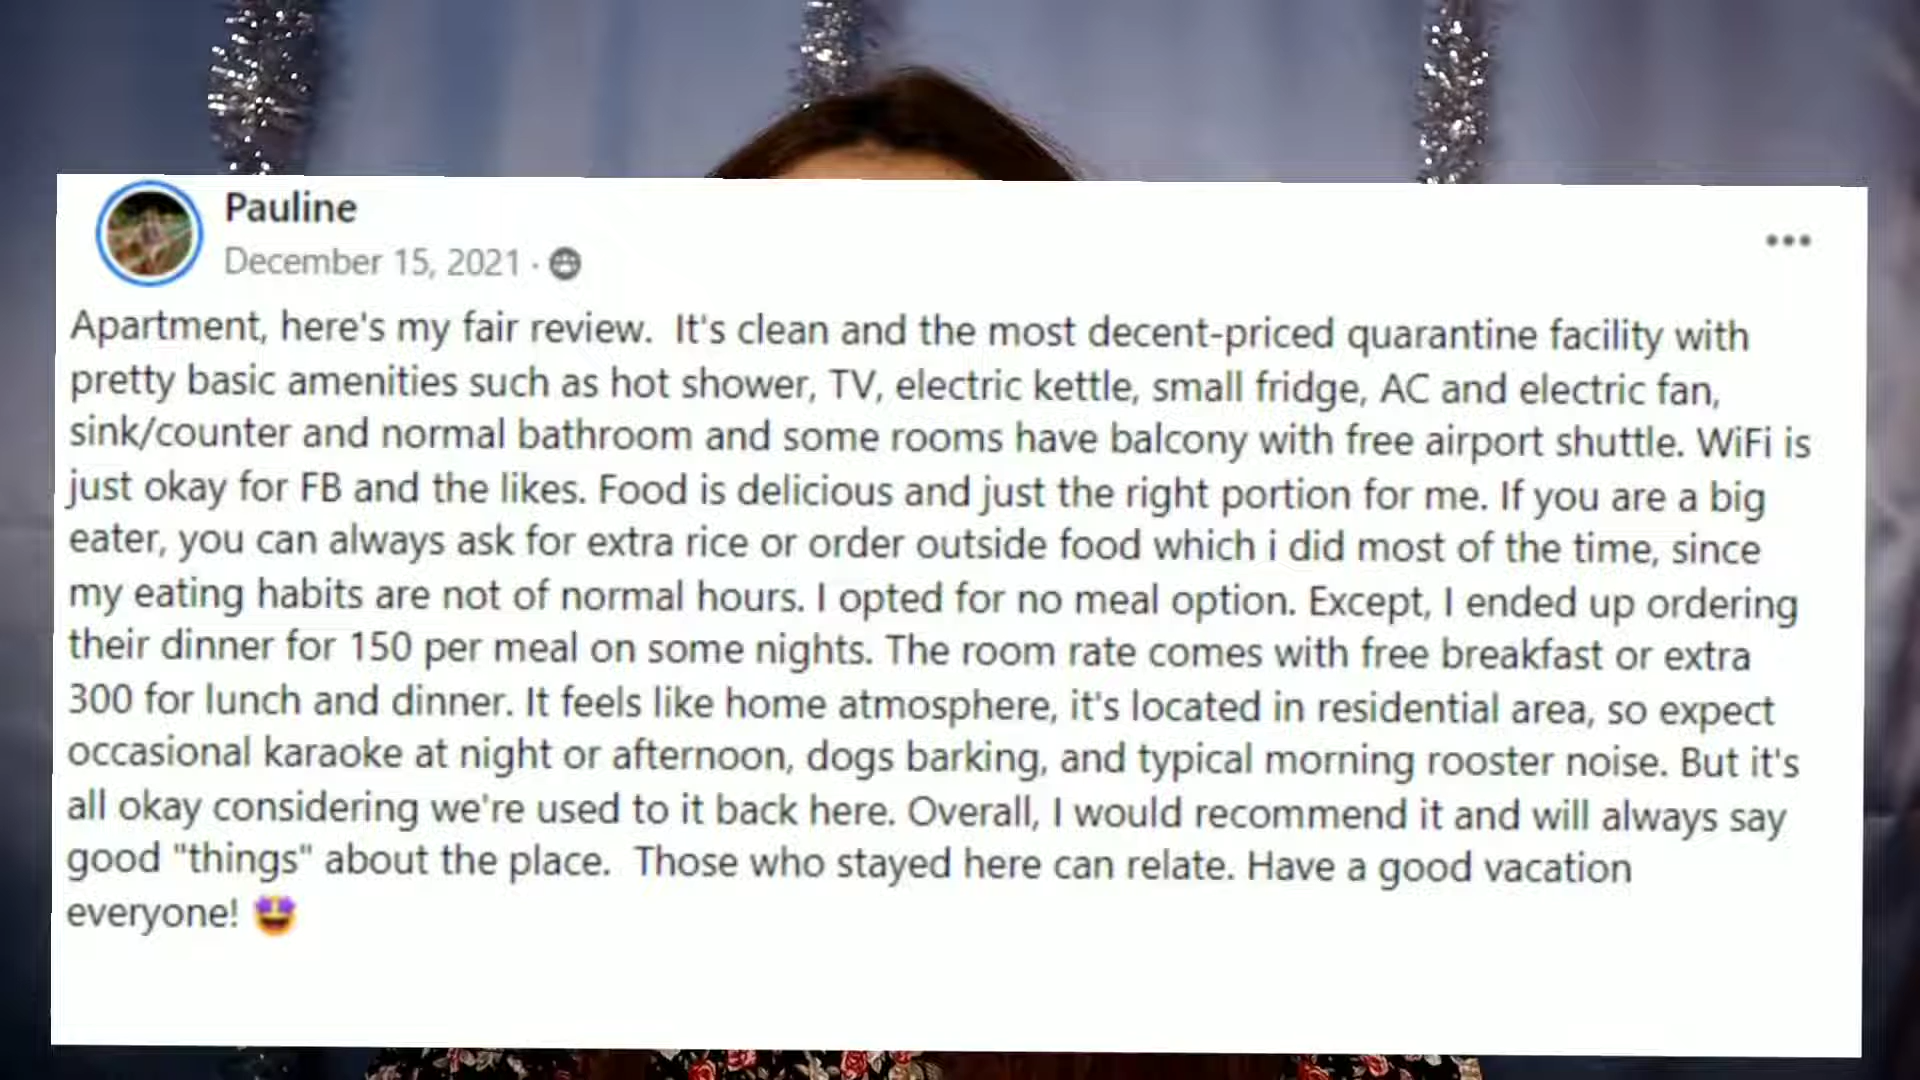 Pauline
December 15, 2021 ·
Apartment, here's my fair review. It's clean and the most decent-priced quarantine facility with
pretty basic amenities such as hot shower, TV, electric kettle, small fridge, AC and electric fan,
sink/counter and normal bathroom and some rooms have balcony with free airport shuttle. WiFi is
just okay for FB and the likes. Food is delicious and just the right portion for me. If you are a big
eater, you can always ask for extra rice or order outside food which i did most of the time, since
my eating habits are not of normal hours. I opted for no meal option. Except, I ended up ordering
their dinner for 150 per meal on some nights. The room rate comes with free breakfast or extra
300 for lunch and dinner. It feels like home atmosphere, it's located in residential area, so expect
occasional karaoke at night or afternoon, dogs barking, and typical morning rooster noise. But it's
all okay considering we're used to it back here. Overall, I would recommend it and will always say
good "things" about the place. Those who stayed here can relate. Have a good vacation
everyone! 🤩